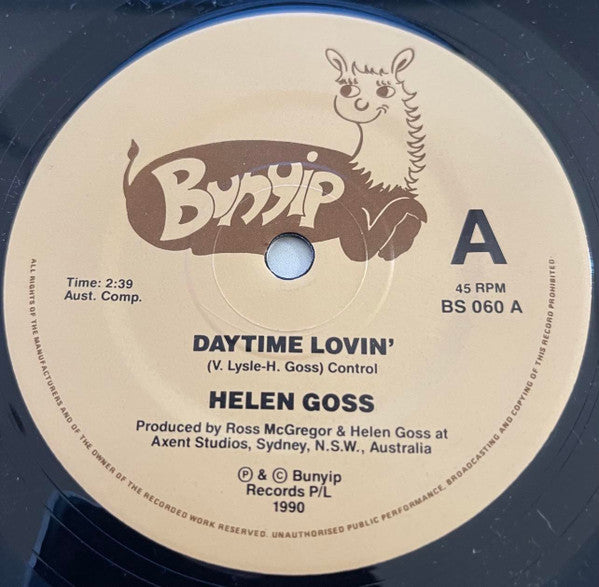 Bunyip
A
Time: 2:39
Aust. Comp.
45 RPM
BS 060 A
DAYTIME LOVIN'
(V. Lysle-H. Goss) Control
HELEN GOSS
Produced by Ross McGregor & Helen Goss at
Axent Studios, Sydney, N.S.W., Australia
Ⓟ & © Bunyip
Records P/L
1990
ALL RIGHTS OF THE MANUFACTURERS AND OF THE OWNER OF THE RECORDED WORK RESERVED. UNAUTHORISED PUBLIC PERFORMANCE, BROADCASTING AND COPYING OF THIS RECORD PROHIBITED